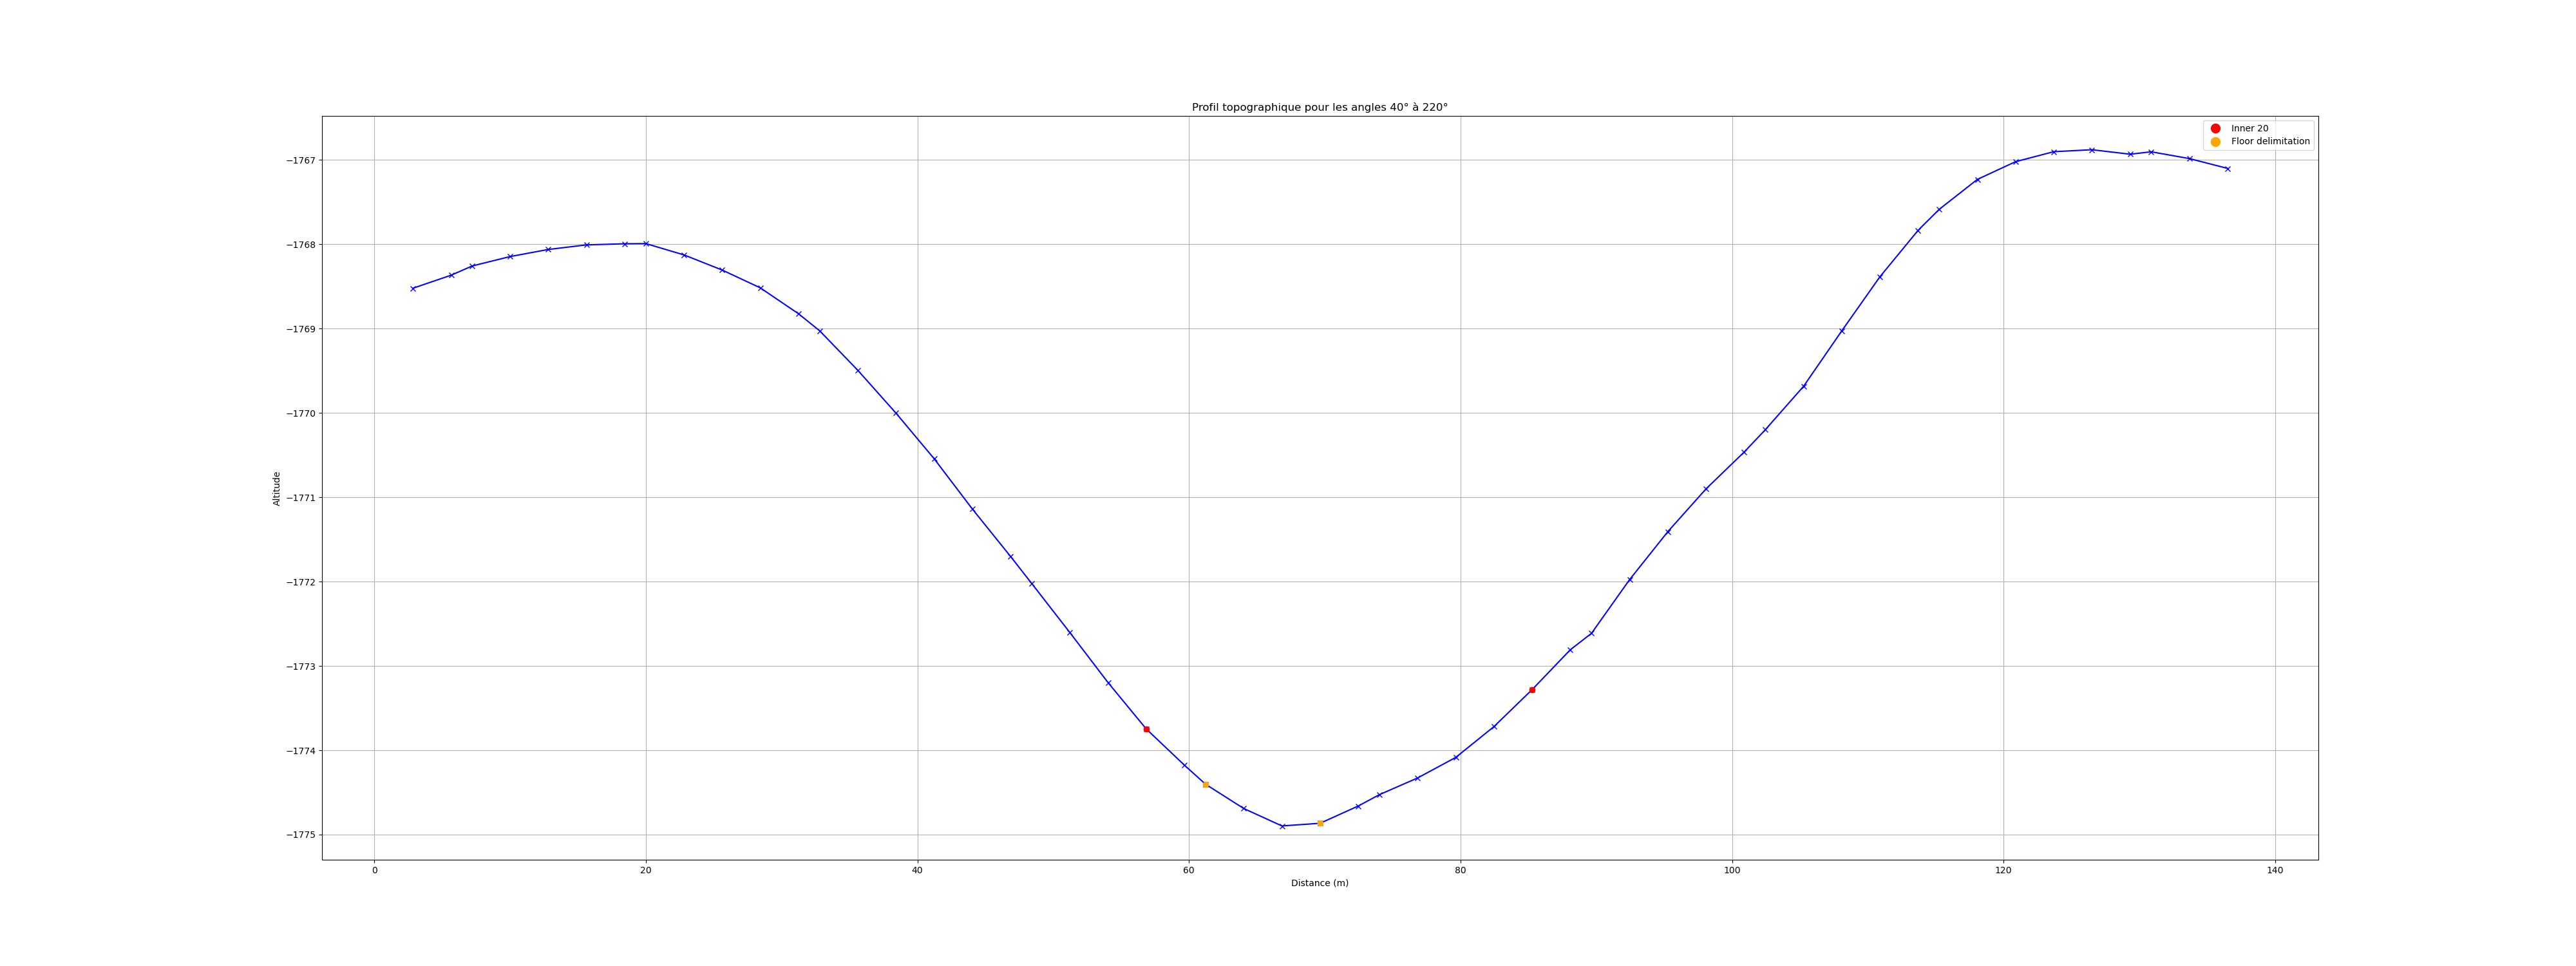 Profil topographique pour les angles 40° à 220°
Inner 20
Floor delimitation
−1767
−1768
−1769
−1770
−1771
−1772
−1773
−1774
−1775
Altitude
0 20 40 60 80 100 120 140
Distance (m)